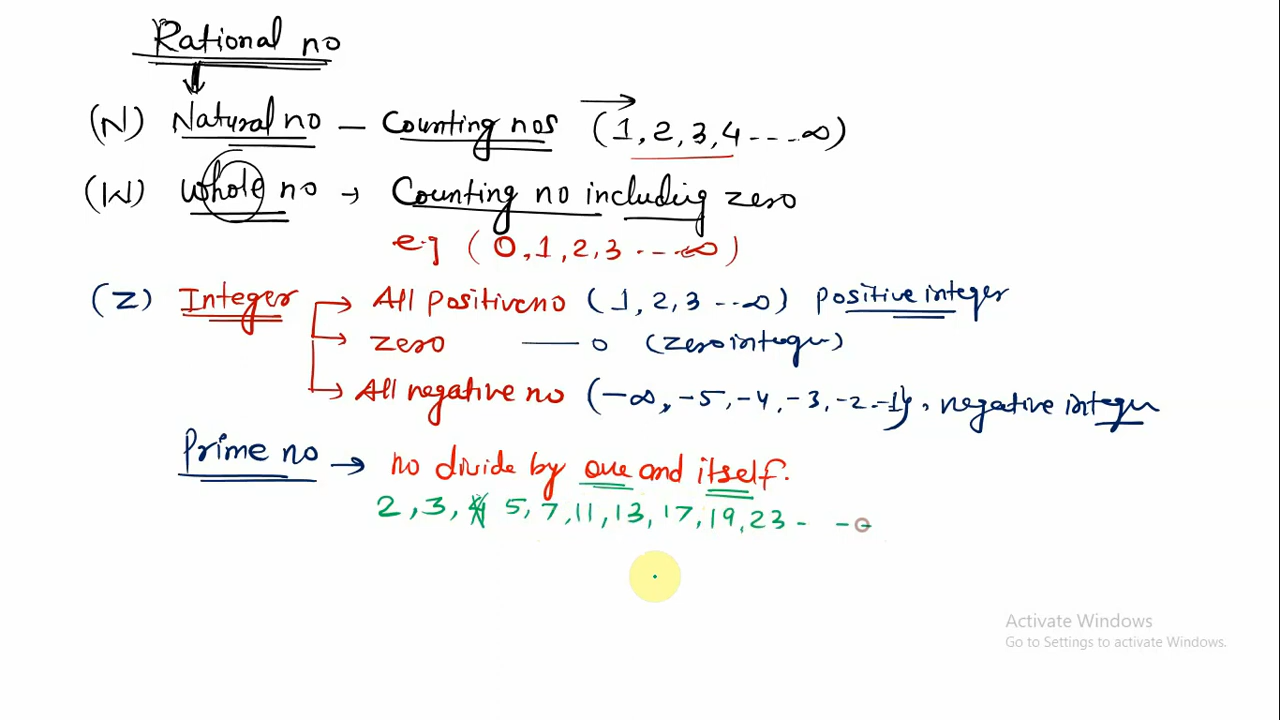 Rational no
(N) Natural no — Counting nos (1, 2, 3, 4 - - - ∞)
(W) Whole no → Counting no including zero
e.g (0, 1, 2, 3 - - - ∞)
(Z) Integer → All positive no (1, 2, 3 - - ∞) positive integer
→ zero — 0 (zero integer)
→ All negative no (-∞, -5, -4, -3, -2 -1), negative integer
Prime no → no divide by one and itself.
2, 3, 5, 7, 11, 13, 17, 19, 23 - -
Activate Windows
Go to Settings to activate Windows.